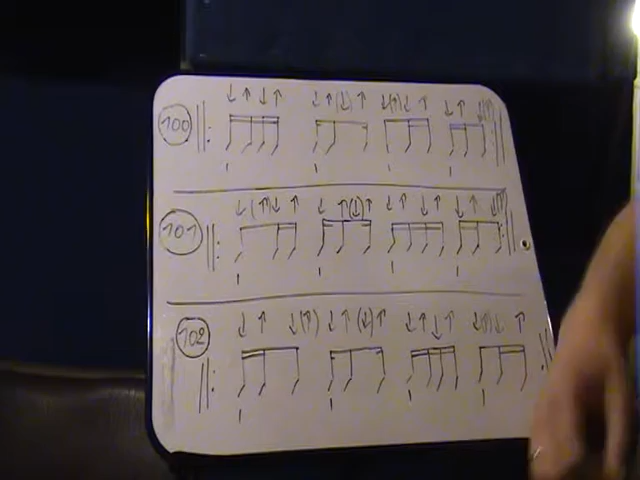 100 ↓ ↑ ↓ ↑ ↓ ↑ (↓) ↑ ↓ (↑) ↓ ↑ ↓ ↑ ↓ (↑)
101 ↓ (↑) ↓ ↑ ↓ ↑ (↓) ↑ ↓ ↑ ↓ ↑ ↓ ↑ ↓ (↑)
102 ↓ ↑ ↓ (↑) ↓ ↑ (↓) ↑ ↓ ↑ ↓ ↑ ↓ (↑) ↓ ↑